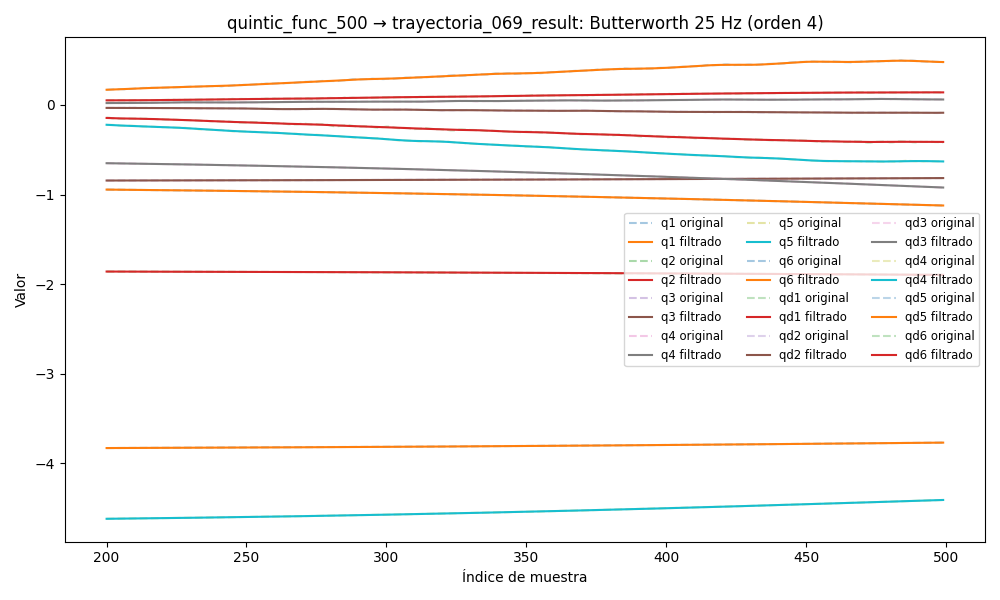 quintic_func_500 → trayectoria_069_result: Butterworth 25 Hz (orden 4)
Valor
0
−1
−2
−3
−4
q1 original
q1 filtrado
q2 original
q2 filtrado
q3 original
q3 filtrado
q4 original
q4 filtrado
q5 original
q5 filtrado
q6 original
q6 filtrado
qd1 original
qd1 filtrado
qd2 original
qd2 filtrado
qd3 original
qd3 filtrado
qd4 original
qd4 filtrado
qd5 original
qd5 filtrado
qd6 original
qd6 filtrado
200
250
300
350
400
450
500
Índice de muestra